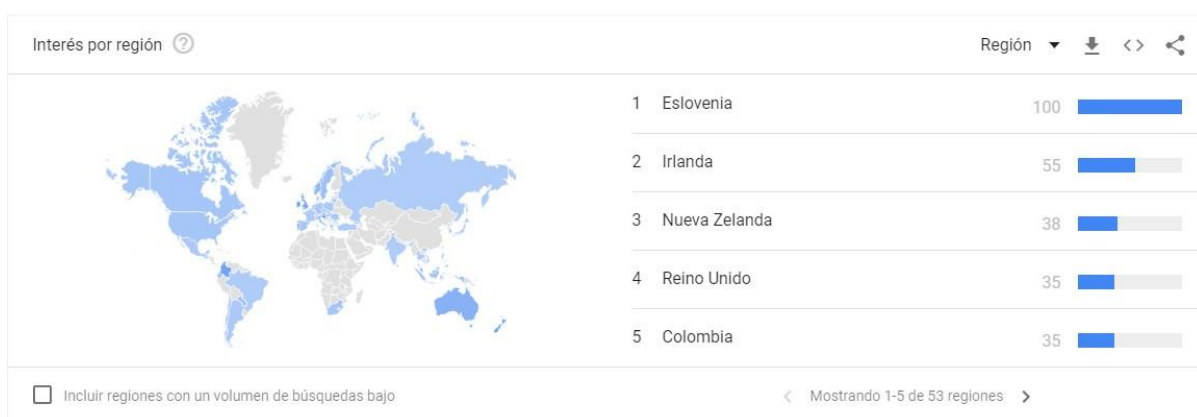 Interés por región
Región
1 Eslovenia 100
2 Irlanda 55
3 Nueva Zelanda 38
4 Reino Unido 35
5 Colombia 35
Incluir regiones con un volumen de búsquedas bajo
Mostrando 1-5 de 53 regiones